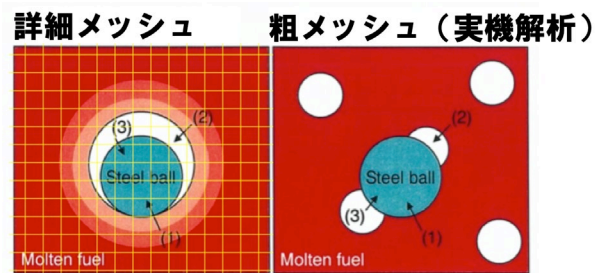 詳細メッシュ
粗メッシュ（実機解析）
(3)
(2)
Steel ball
(1)
Molten fuel
(2)
Steel ball
(3)
(1)
Molten fuel